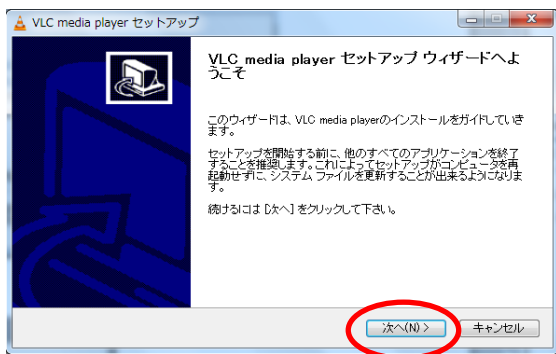 VLC media player セットアップ
VLC media player セットアップ ウィザードへよ
うこそ
このウィザードは、VLC media playerのインストールをガイドしていき
ます。
セットアップを開始する前に、他のすべてのアプリケーションを終了
することを推奨します。これによってセットアップがコンピュータを再
起動せずに、システム ファイルを更新することが出来るようになりま
す。
続けるには [次へ] をクリックして下さい。
次へ(N) >
キャンセル